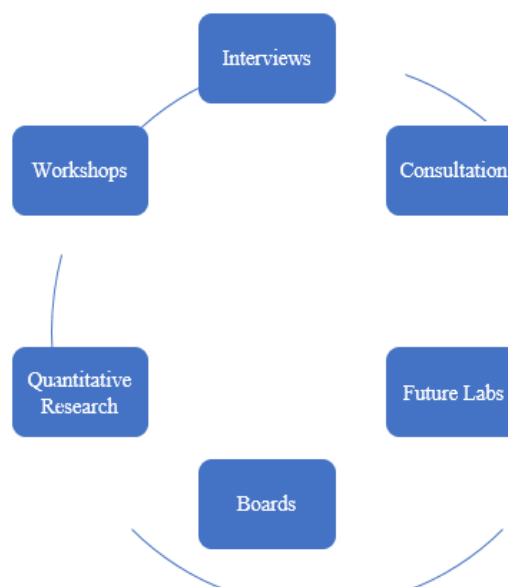 Interviews
Consultation
Future Labs
Boards
Quantitative
Research
Workshops